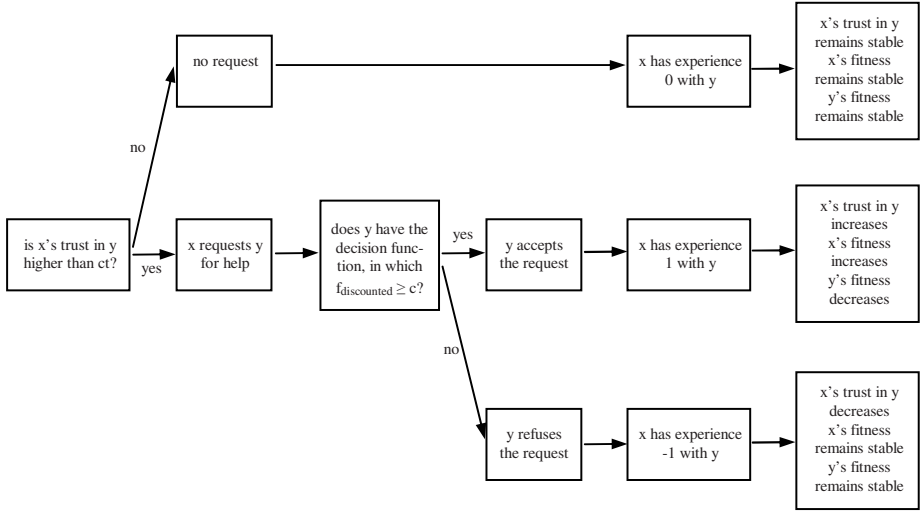 no request
x has experience
0 with y
x's trust in y
remains stable
x's fitness
remains stable
y's fitness
remains stable
no
is x's trust in y
higher than ct?
yes
x requests y
for help
does y have the
decision func-
tion, in which
f_discounted ≥ c?
yes
y accepts
the request
x has experience
1 with y
x's trust in y
increases
x's fitness
increases
y's fitness
decreases
no
y refuses
the request
x has experience
-1 with y
x's trust in y
decreases
x's fitness
remains stable
y's fitness
remains stable